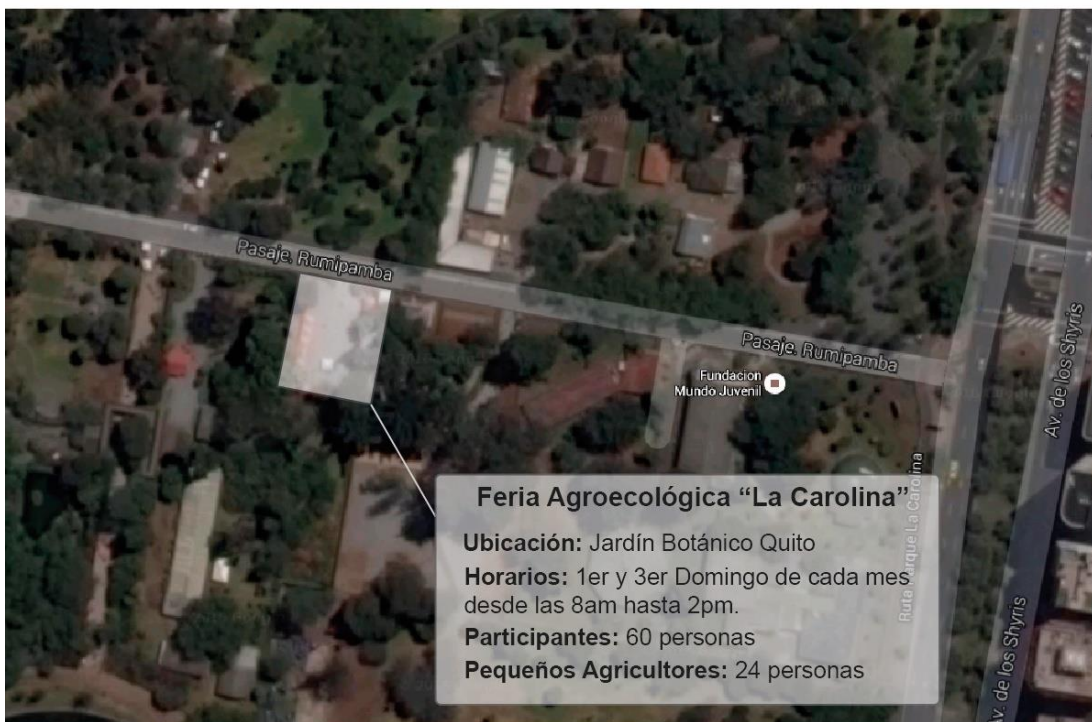 Pasaje. Rumipamba
Pasaje. Rumipamba
Fundacion
Mundo Juvenil
Av. de los Shyris
Feria Agroecológica “La Carolina”
Ubicación: Jardín Botánico Quito
Horarios: 1er y 3er Domingo de cada mes
desde las 8am hasta 2pm.
Participantes: 60 personas
Pequeños Agricultores: 24 personas
Ruta Parque La Carolina
Av. de los Shyris